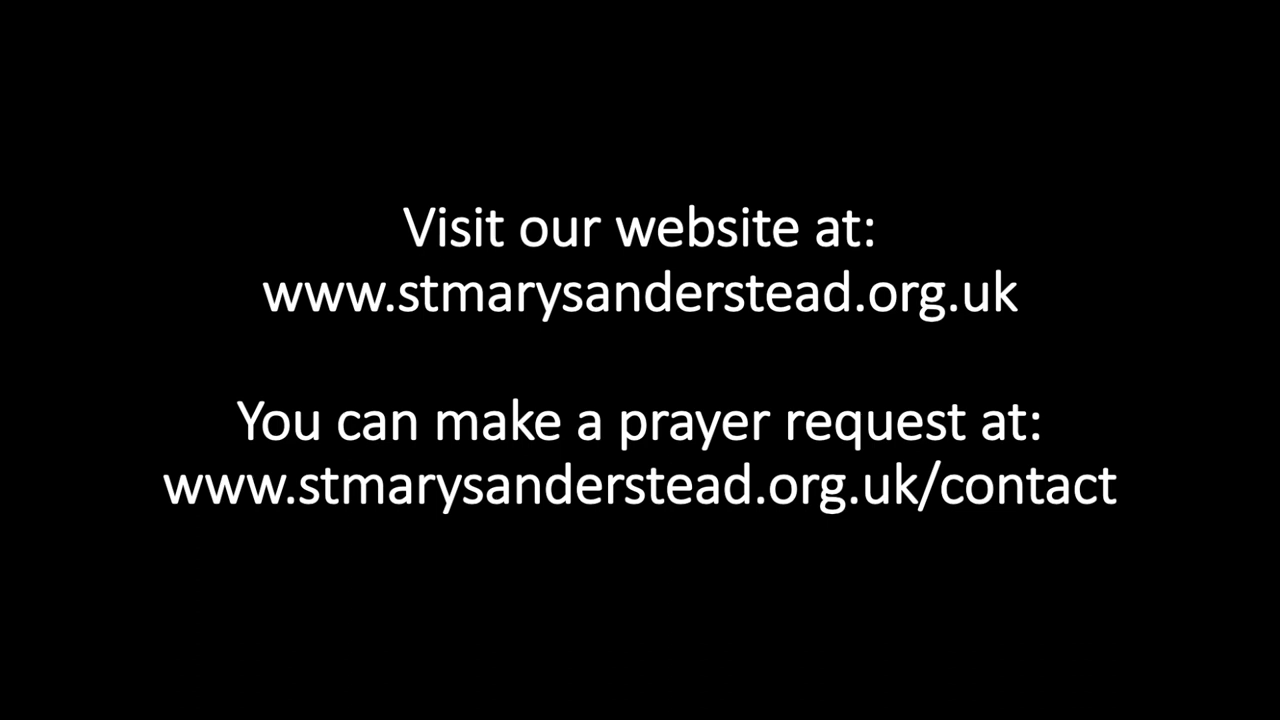 Visit our website at:
www.stmarysanderstead.org.uk
You can make a prayer request at:
www.stmarysanderstead.org.uk/contact